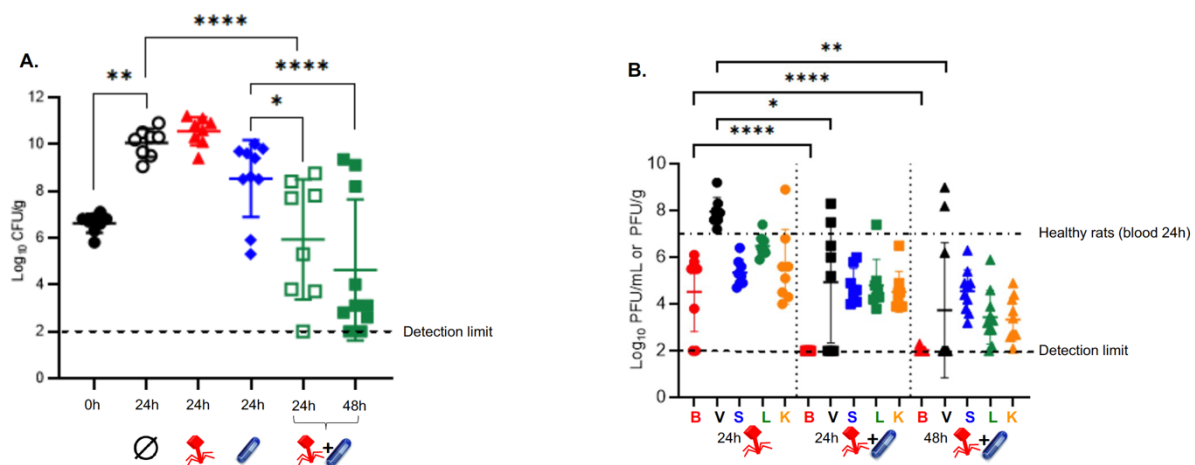 A.
****
**
****
*
Log10 CFU/g
12
10
8
6
4
2
0
Detection limit
0h 24h 24h 24h 24h 48h
+
B.
**
****
*
****
Log10 PFU/mL or PFU/g
10
8
6
4
2
0
Healthy rats (blood 24h)
Detection limit
B V S L K B V S L K B V S L K
24h 24h + 48h +